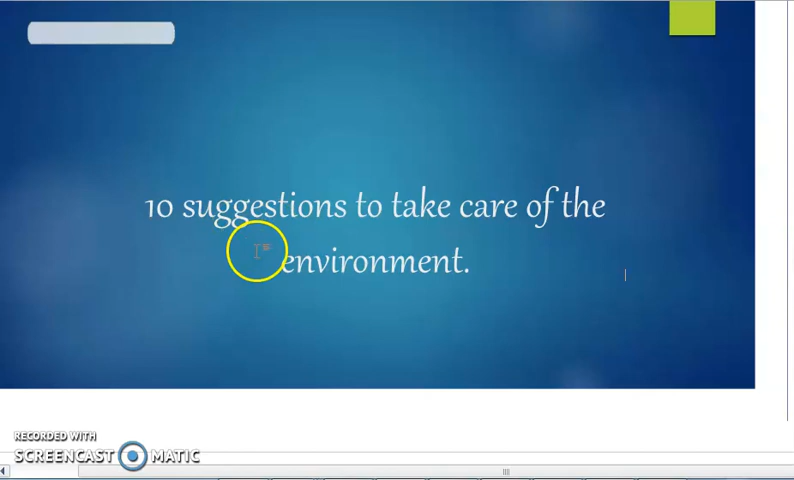 10 suggestions to take care of the
environment.
RECORDED WITH
SCREENCAST MATIC